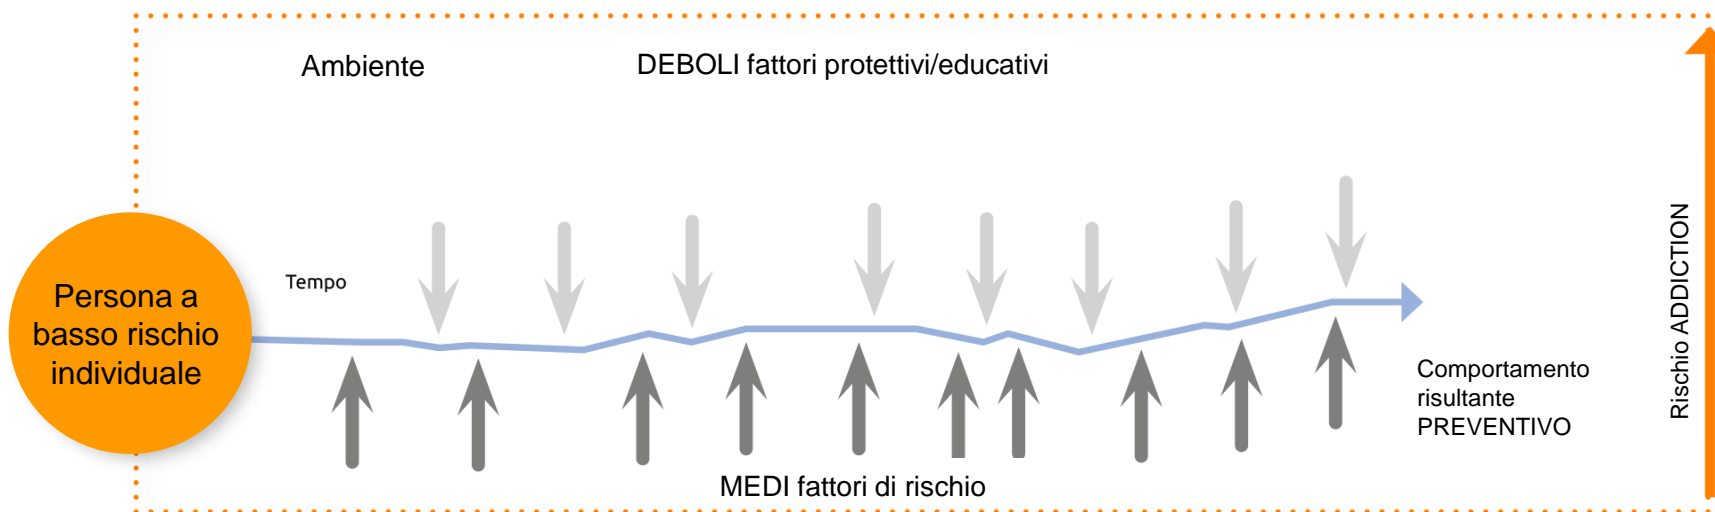 Ambiente
DEBOLI fattori protettivi/educativi
Tempo
Persona a
basso rischio
individuale
Rischio ADDICTION
Comportamento
risultante
PREVENTIVO
MEDI fattori di rischio